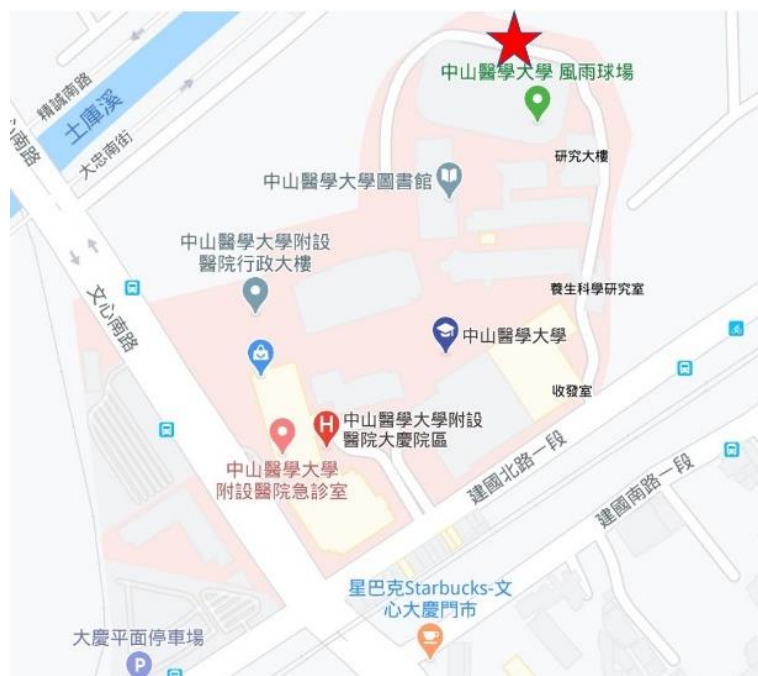 中山醫學大學 風雨球場
精誠南路
土庫溪
大忠南街
文心南路
研究大樓
中山醫學大學圖書館
中山醫學大學附設
醫院行政大樓
養生科學研究室
文心南路
中山醫學大學
收發室
H
中山醫學大學附設
醫院大慶院區
中山醫學大學
附設醫院急診室
建國北路一段
建國南路一段
星巴克Starbucks-文
心大慶門市
大慶平面停車場
P